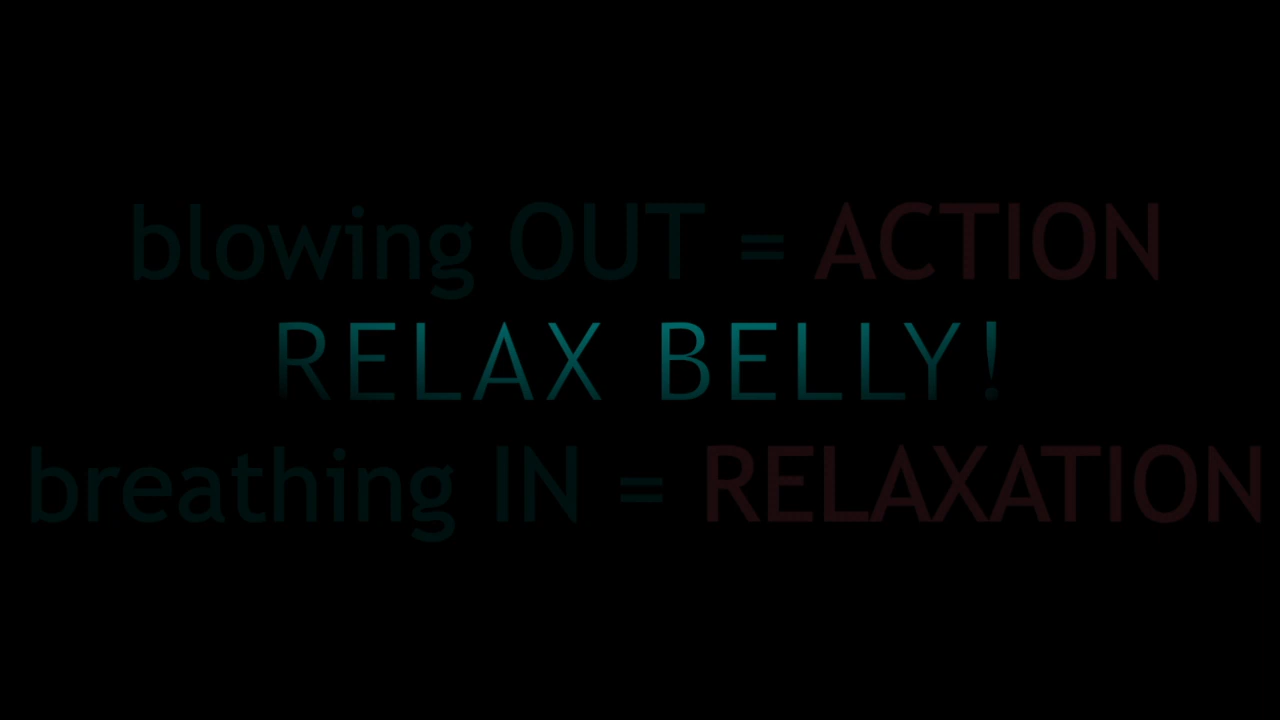 blowing OUT = ACTION
RELAX BELLY!
breathing IN = RELAXATION